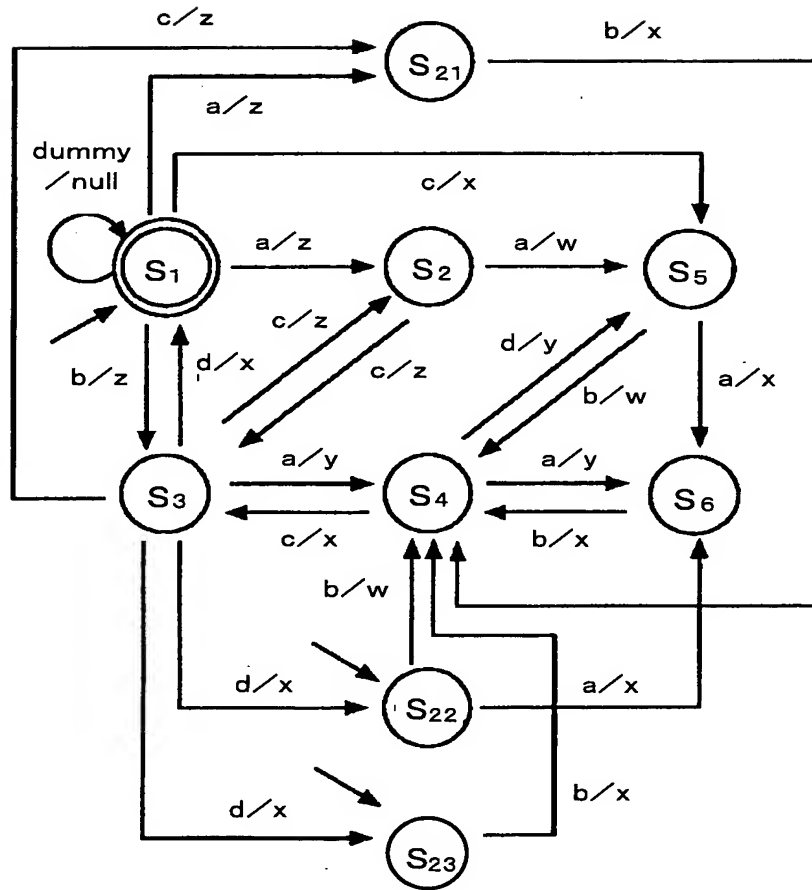 c/z
b/x
S21
a/z
dummy
/null
c/x
S1
a/z
S2
a/w
S5
c/z
d/x
c/z
d/y
b/z
b/w
a/x
S3
a/y
S4
a/y
S6
c/x
b/x
b/w
d/x
S22
a/x
d/x
b/x
S23